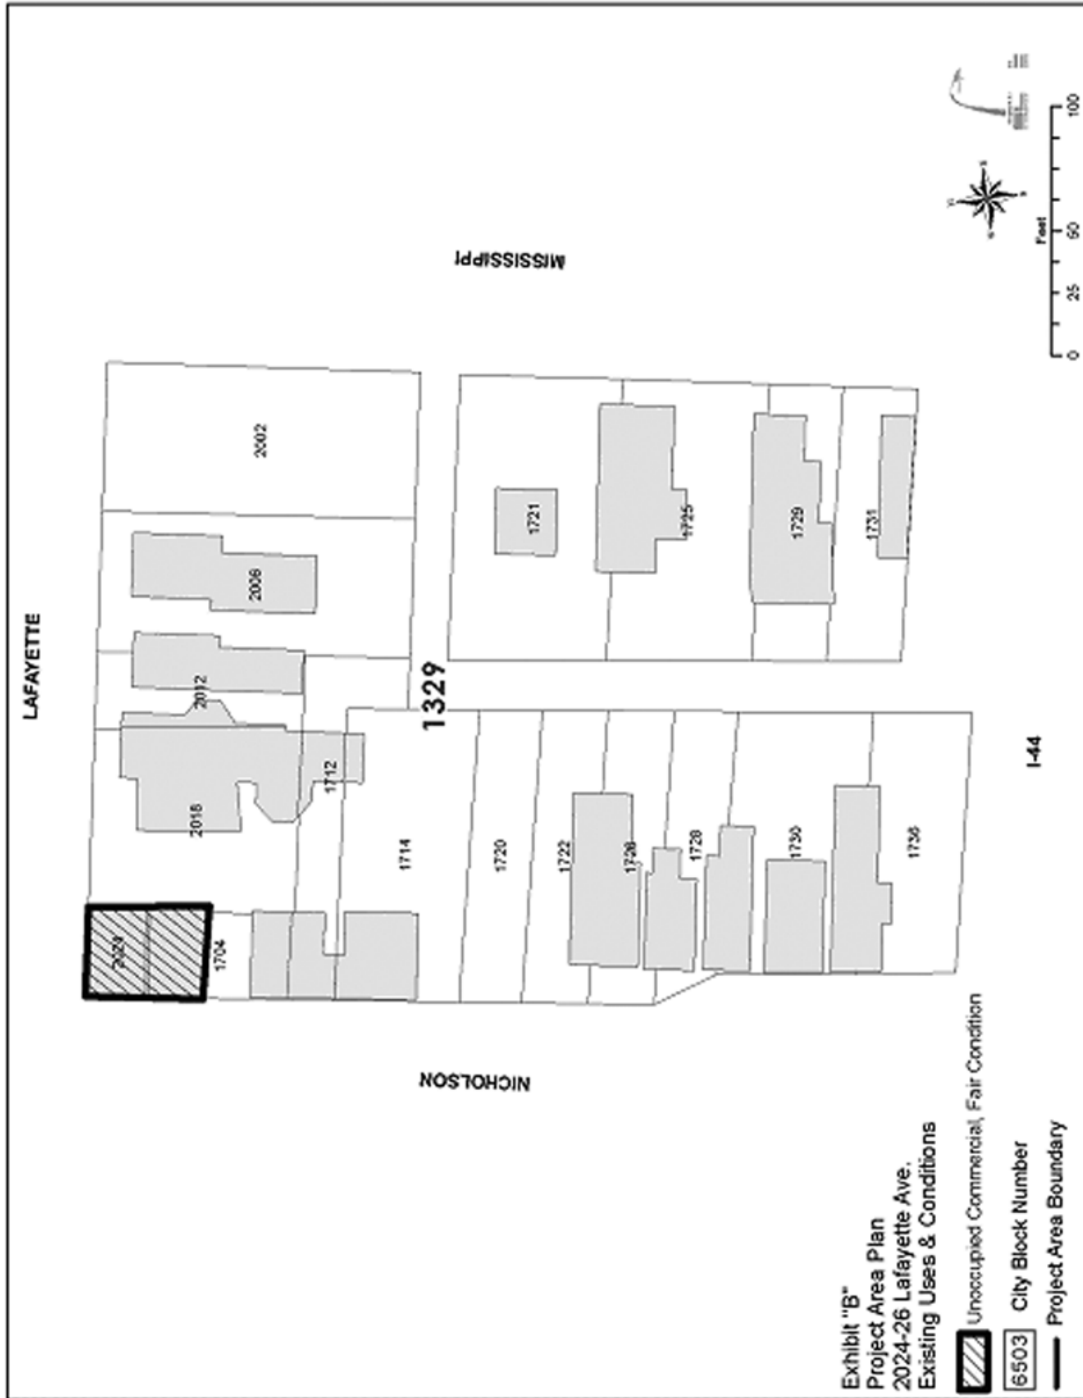 LAFAYETTE
MISSISSIPPI
NICHOLSON
I-44
1329
2002
2006
2012
2018
1712
2024
1704
1714
1720
1722
1726
1728
1730
1736
1721
1725
1729
1731
Exhibit "B"
Project Area Plan
2024-26 Lafayette Ave.
Existing Uses & Conditions
Unoccupied Commercial, Fair Condition
6503 City Block Number
Project Area Boundary
Feet
0 25 50 100